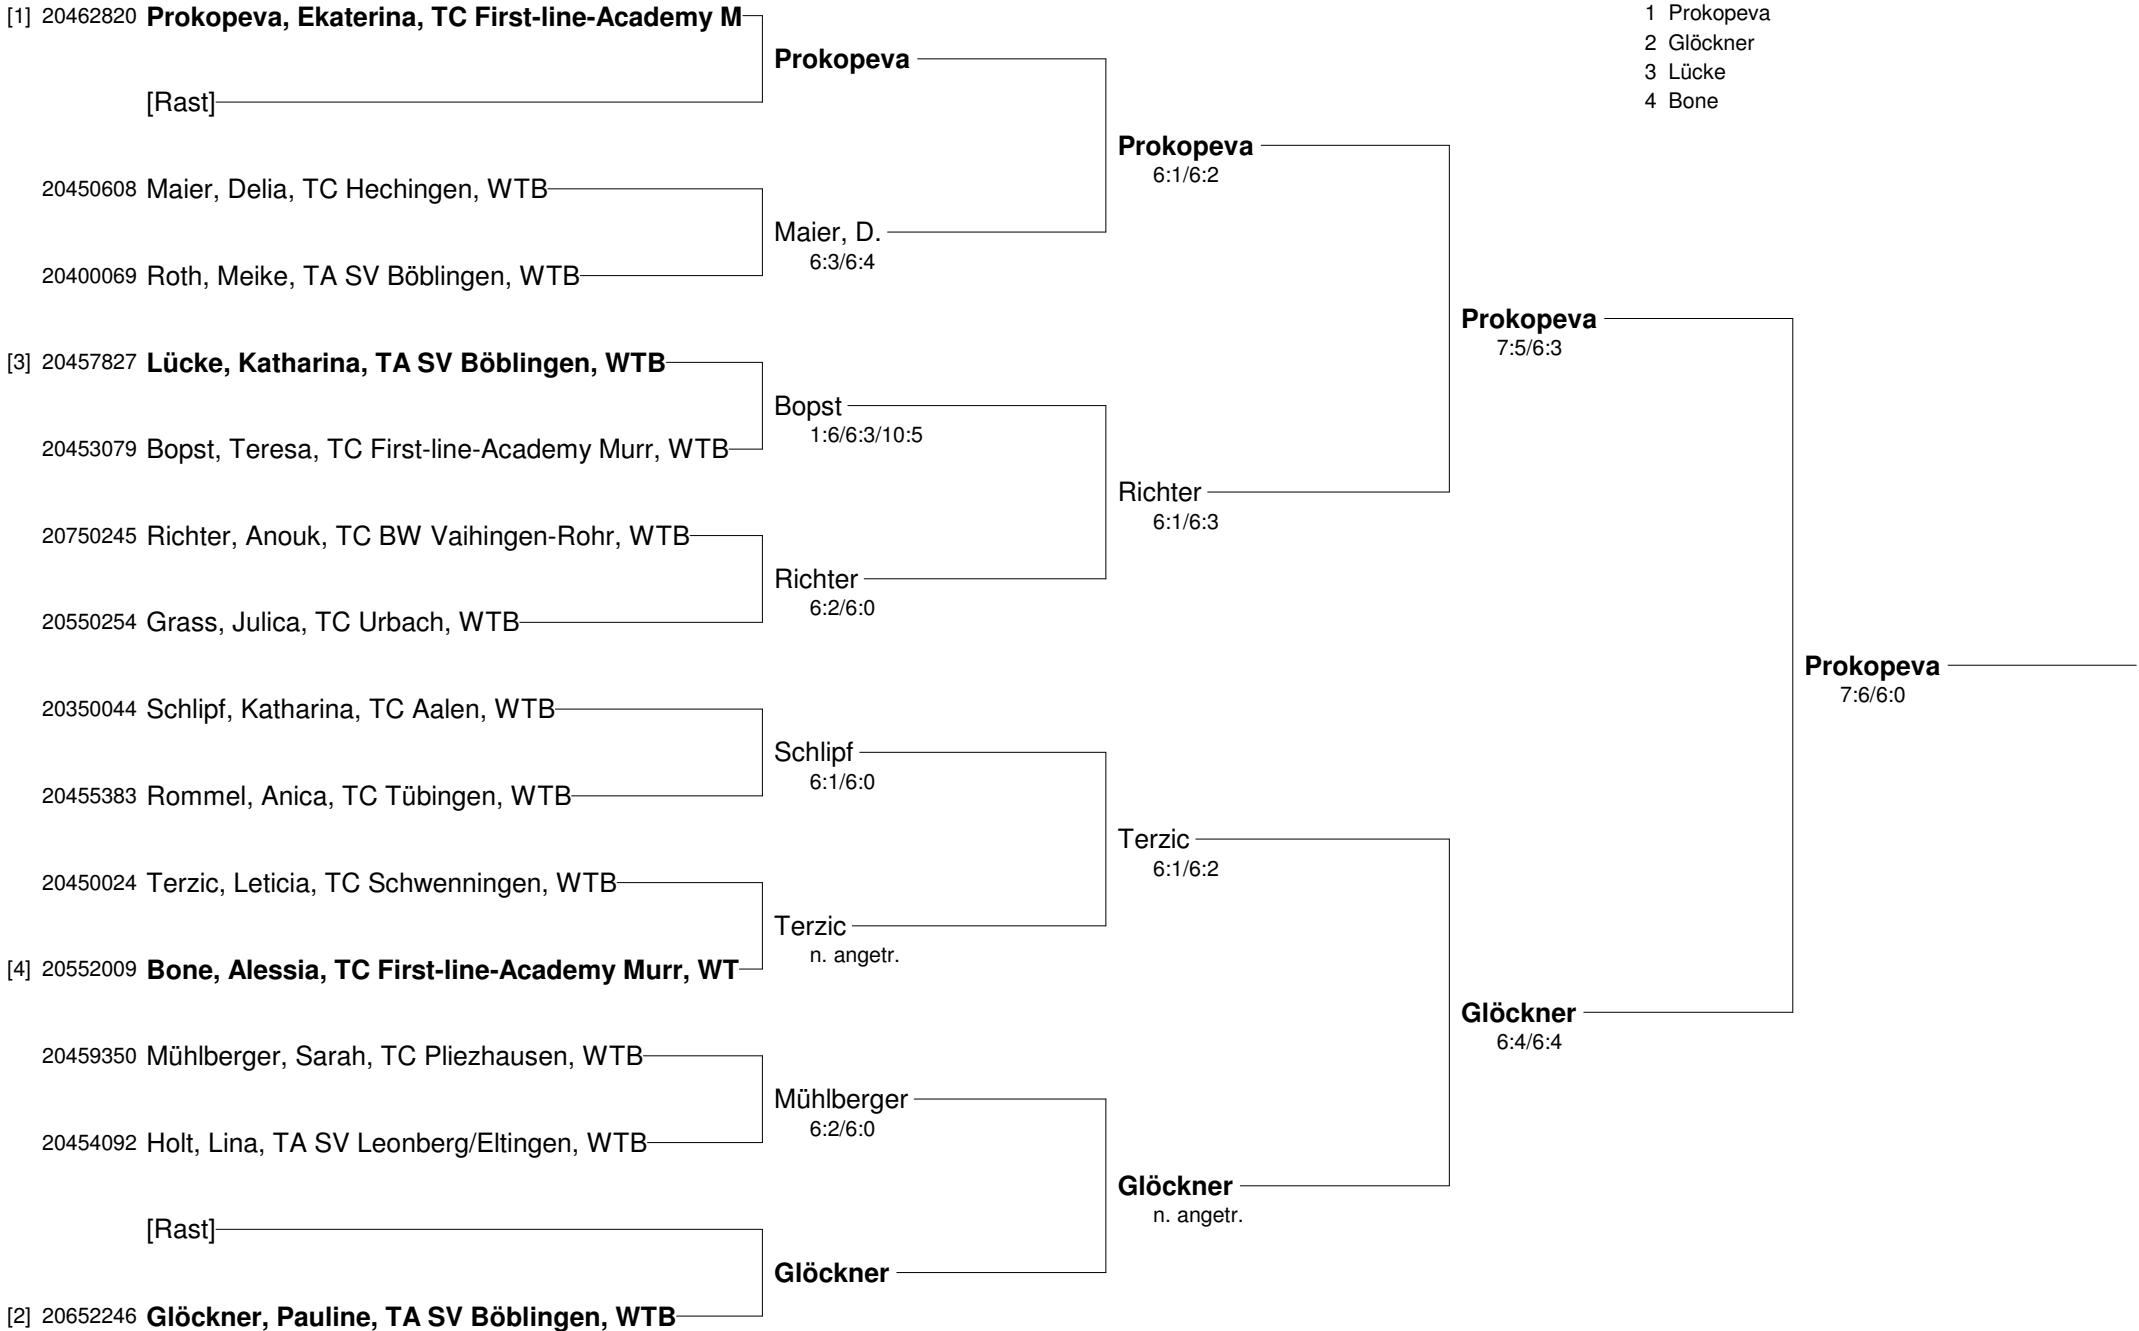 [1] 20462820 Prokopeva, Ekaterina, TC First-line-Academy M
[Rast]
20450608 Maier, Delia, TC Hechingen, WTB
20400069 Roth, Meike, TA SV Böblingen, WTB
[3] 20457827 Lücke, Katharina, TA SV Böblingen, WTB
20453079 Bopst, Teresa, TC First-line-Academy Murr, WTB
20750245 Richter, Anouk, TC BW Vaihingen-Rohr, WTB
20550254 Grass, Julica, TC Urbach, WTB
20350044 Schlipf, Katharina, TC Aalen, WTB
20455383 Rommel, Anica, TC Tübingen, WTB
20450024 Terzic, Leticia, TC Schwenningen, WTB
[4] 20552009 Bone, Alessia, TC First-line-Academy Murr, WT
20459350 Mühlberger, Sarah, TC Pliezhausen, WTB
20454092 Holt, Lina, TA SV Leonberg/Eltingen, WTB
[Rast]
[2] 20652246 Glöckner, Pauline, TA SV Böblingen, WTB
Prokopeva
Maier, D.
6:3/6:4
Bopst
1:6/6:3/10:5
Richter
6:2/6:0
Schlipf
6:1/6:0
Terzic
n. angetr.
Mühlberger
6:2/6:0
Glöckner
Prokopeva
6:1/6:2
Richter
6:1/6:3
Terzic
6:1/6:2
Glöckner
n. angetr.
Prokopeva
7:5/6:3
Glöckner
6:4/6:4
Prokopeva
7:6/6:0
1 Prokopeva
2 Glöckner
3 Lücke
4 Bone